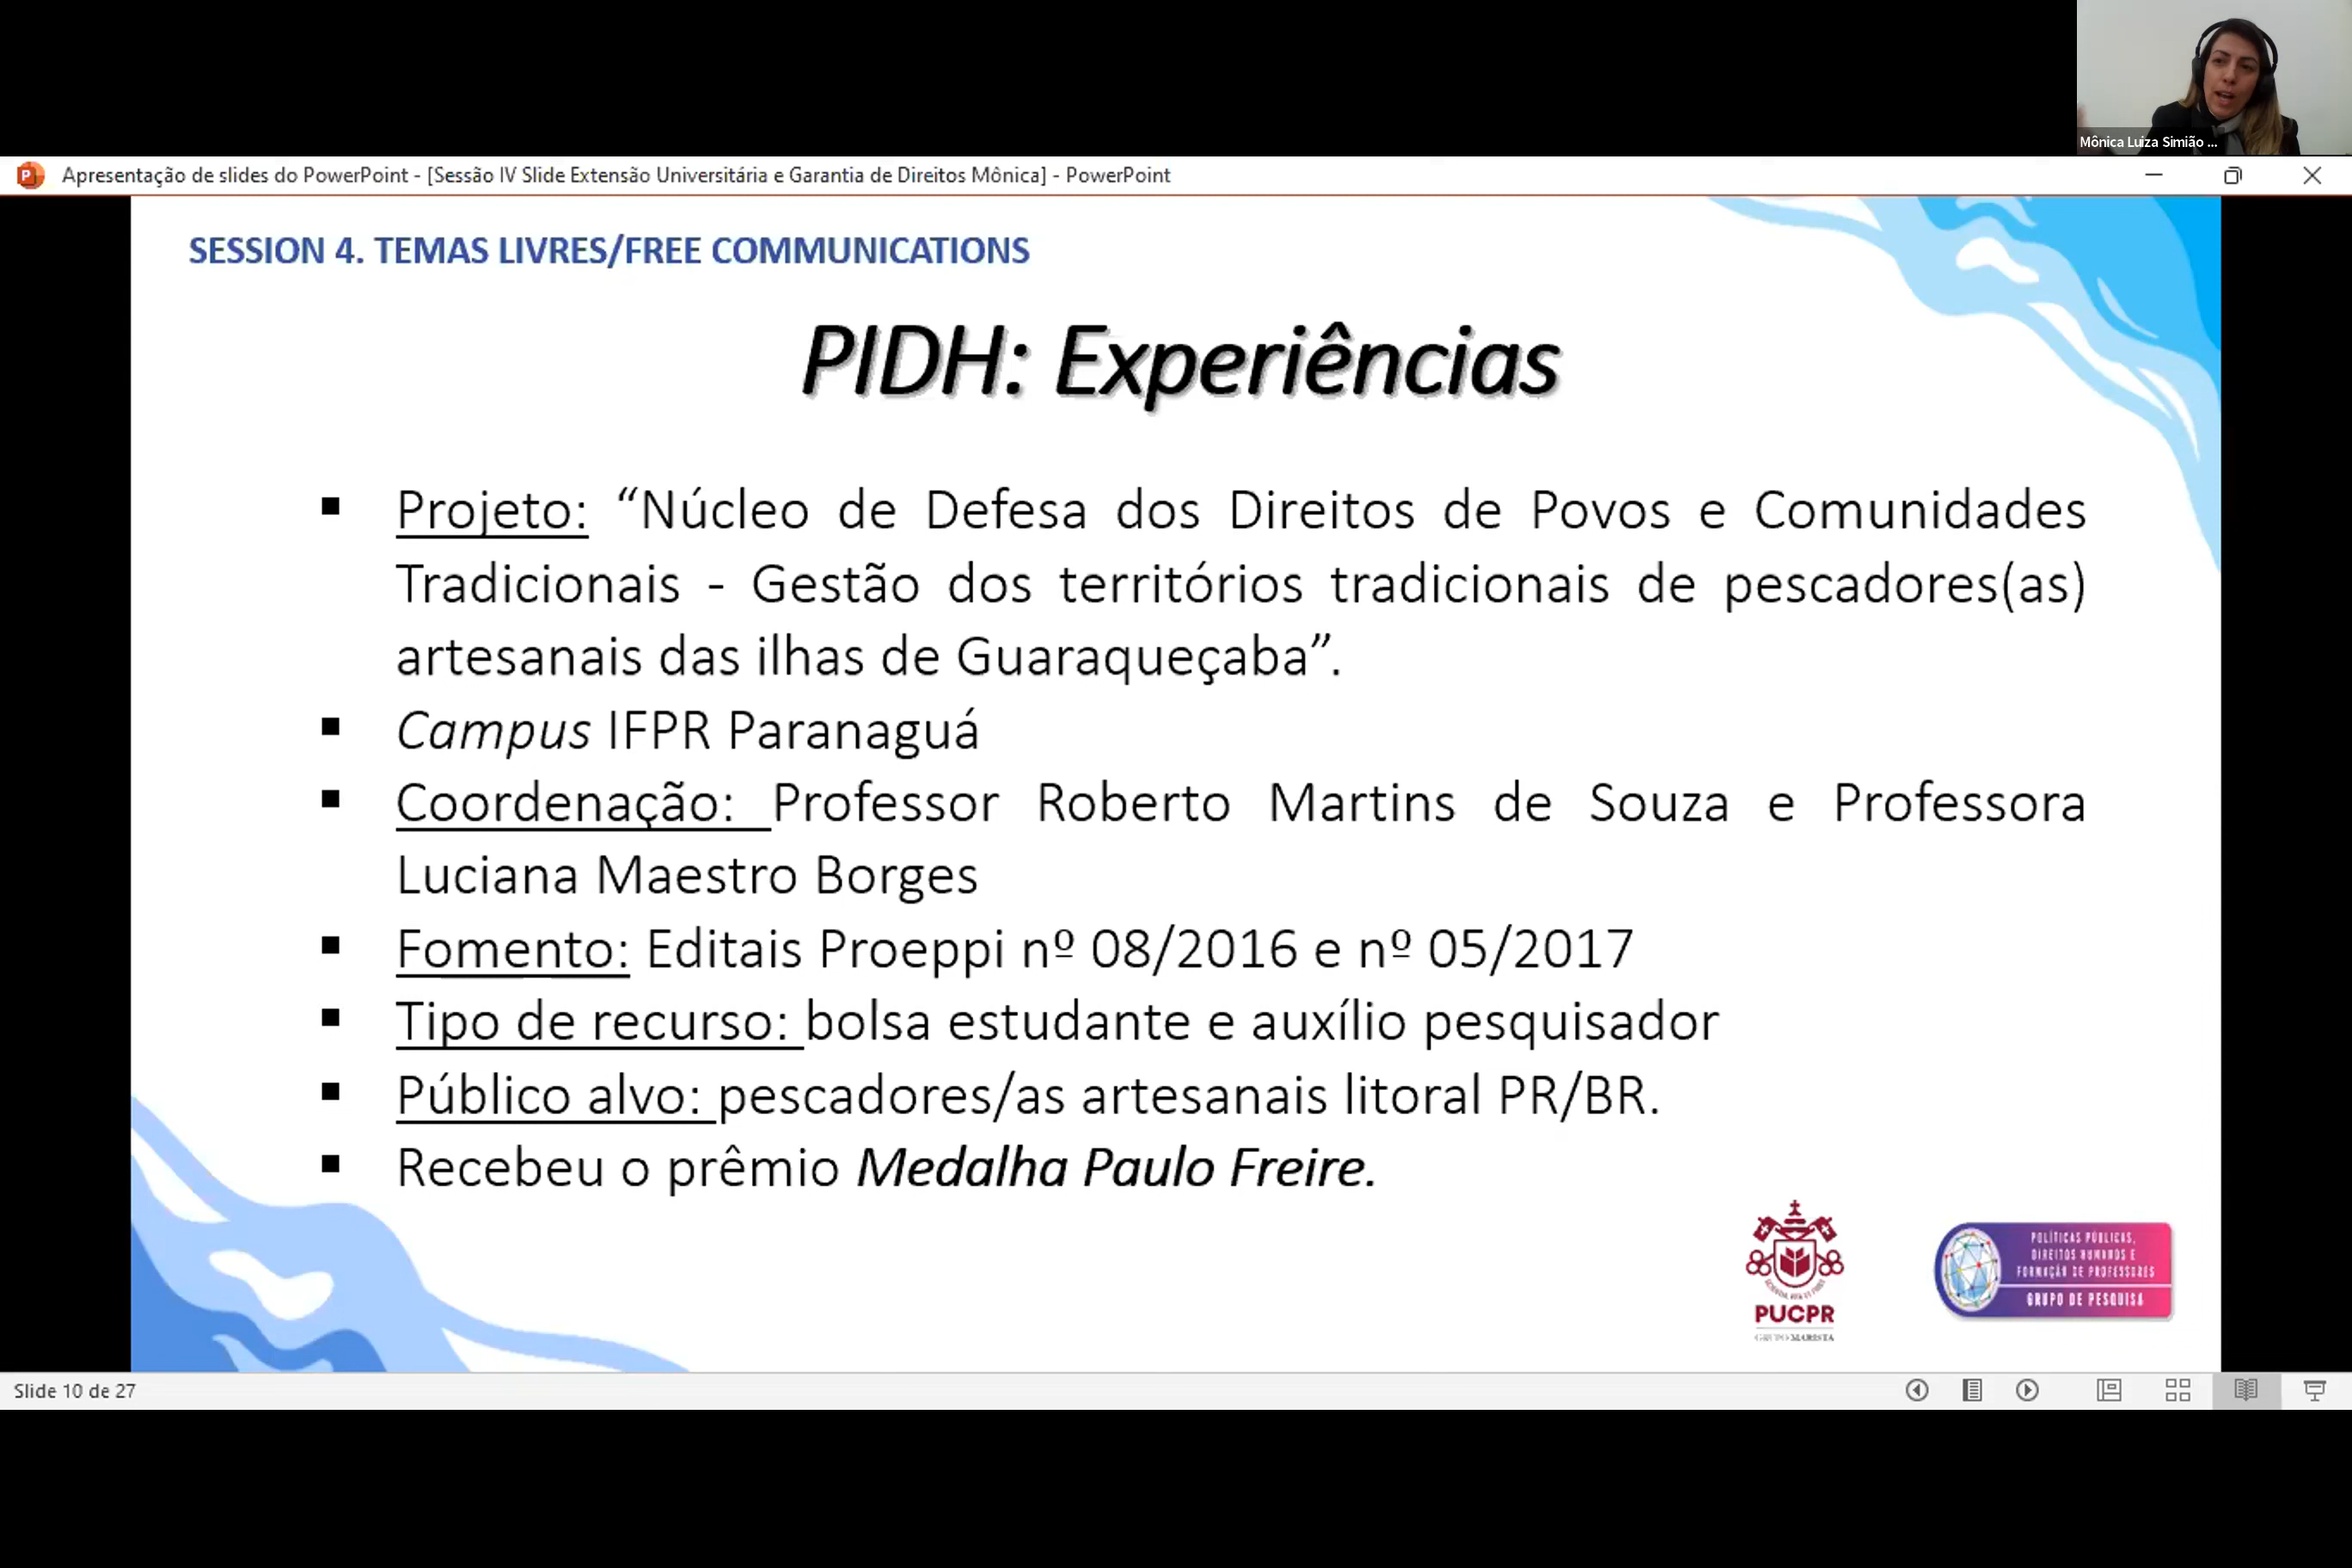 Mônica Luiza Simião ...
Apresentação de slides do PowerPoint - [Sessão IV Slide Extensão Universitária e Garantia de Direitos Mônica] - PowerPoint
SESSION 4. TEMAS LIVRES/FREE COMMUNICATIONS
PIDH: Experiências
▪ Projeto: “Núcleo de Defesa dos Direitos de Povos e Comunidades
Tradicionais - Gestão dos territórios tradicionais de pescadores(as)
artesanais das ilhas de Guaraqueçaba”.
▪ Campus IFPR Paranaguá
▪ Coordenação: Professor Roberto Martins de Souza e Professora
Luciana Maestro Borges
▪ Fomento: Editais Proeppi nº 08/2016 e nº 05/2017
▪ Tipo de recurso: bolsa estudante e auxílio pesquisador
▪ Público alvo: pescadores/as artesanais litoral PR/BR.
▪ Recebeu o prêmio Medalha Paulo Freire.
PUCPR
GRUPO MARISTA
POLÍTICAS PÚBLICAS,
DIREITOS HUMANOS E
FORMAÇÃO DE PROFESSORES
GRUPO DE PESQUISA
Slide 10 de 27